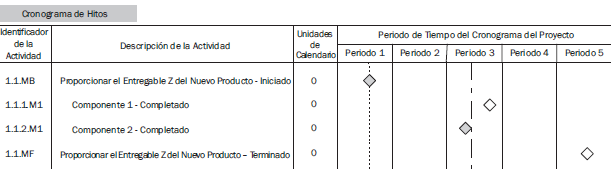 Cronograma de Hitos
Identificador de la Actividad
Descripción de la Actividad
Unidades de Calendario
Periodo de Tiempo del Cronograma del Proyecto
Periodo 1 Periodo 2 Periodo 3 Periodo 4 Periodo 5
1.1.MB Proporcionar el Entregable Z del Nuevo Producto - Iniciado 0
1.1.1.M1 Componente 1 - Completado 0
1.1.2.M1 Componente 2 - Completado 0
1.1.MF Proporcionar el Entregable Z del Nuevo Producto – Terminado 0